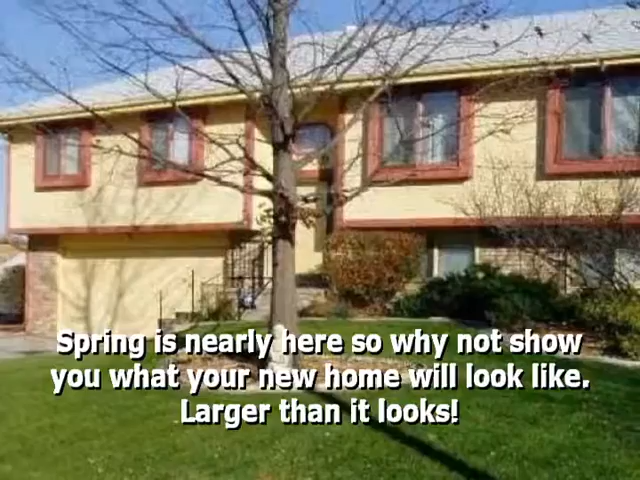 Spring is nearly here so why not show
you what your new home will look like.
Larger than it looks!